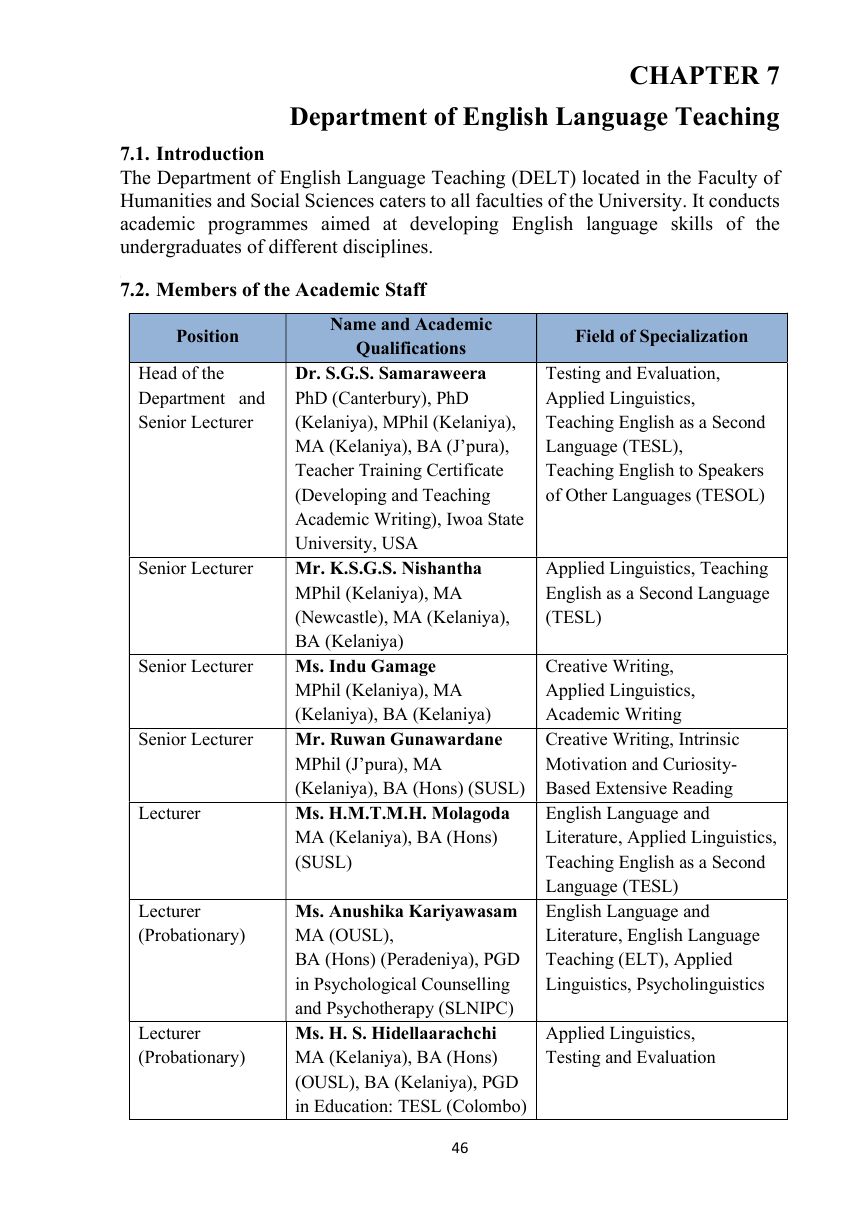 CHAPTER 7
Department of English Language Teaching
7.1. Introduction
The Department of English Language Teaching (DELT) located in the Faculty of
Humanities and Social Sciences caters to all faculties of the University. It conducts
academic programmes aimed at developing English language skills of the
undergraduates of different disciplines.
7.2. Members of the Academic Staff
Position
Name and Academic
Qualifications
Field of Specialization
Head of the
Department and
Senior Lecturer
Dr. S.G.S. Samaraweera
PhD (Canterbury), PhD
(Kelaniya), MPhil (Kelaniya),
MA (Kelaniya), BA (J’pura),
Teacher Training Certificate
(Developing and Teaching
Academic Writing), Iwoa State
University, USA
Testing and Evaluation,
Applied Linguistics,
Teaching English as a Second
Language (TESL),
Teaching English to Speakers
of Other Languages (TESOL)
Senior Lecturer
Mr. K.S.G.S. Nishantha
MPhil (Kelaniya), MA
(Newcastle), MA (Kelaniya),
BA (Kelaniya)
Applied Linguistics, Teaching
English as a Second Language
(TESL)
Senior Lecturer
Ms. Indu Gamage
MPhil (Kelaniya), MA
(Kelaniya), BA (Kelaniya)
Creative Writing,
Applied Linguistics,
Academic Writing
Senior Lecturer
Mr. Ruwan Gunawardane
MPhil (J’pura), MA
(Kelaniya), BA (Hons) (SUSL)
Creative Writing, Intrinsic
Motivation and Curiosity-
Based Extensive Reading
Lecturer
Ms. H.M.T.M.H. Molagoda
MA (Kelaniya), BA (Hons)
(SUSL)
English Language and
Literature, Applied Linguistics,
Teaching English as a Second
Language (TESL)
Lecturer
(Probationary)
Ms. Anushika Kariyawasam
MA (OUSL),
BA (Hons) (Peradeniya), PGD
in Psychological Counselling
and Psychotherapy (SLNIPC)
English Language and
Literature, English Language
Teaching (ELT), Applied
Linguistics, Psycholinguistics
Lecturer
(Probationary)
Ms. H. S. Hidellaarachchi
MA (Kelaniya), BA (Hons)
(OUSL), BA (Kelaniya), PGD
in Education: TESL (Colombo)
Applied Linguistics,
Testing and Evaluation
46